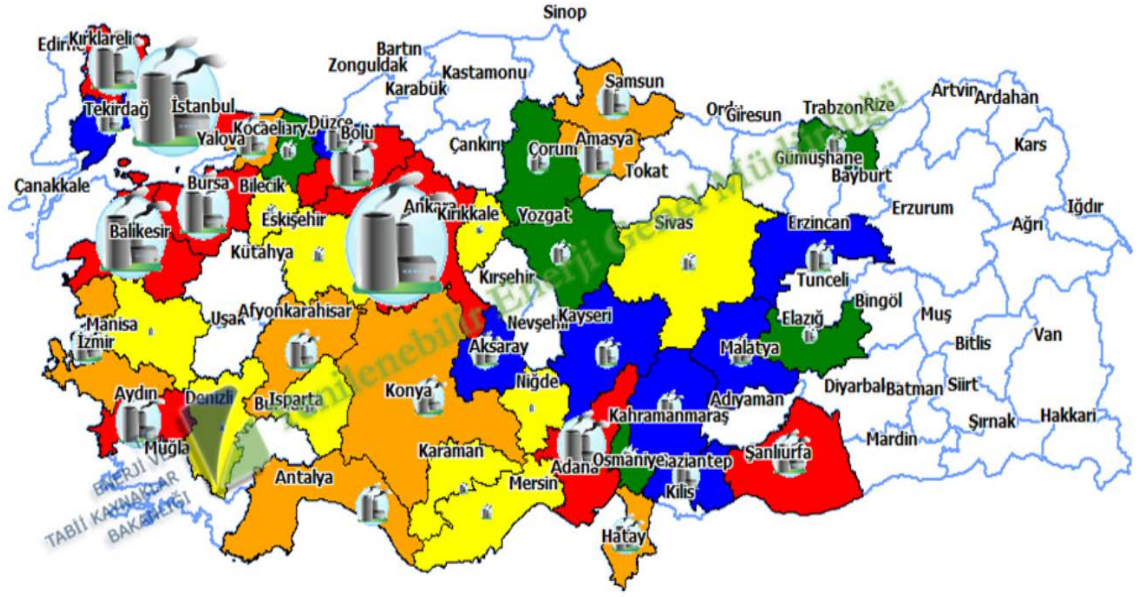 Sinop
Edirne Kırklareli
Bartın
Zonguldak
Kastamonu
Karabük
Samsun
Tekirdağ
İstanbul
Yalova
Kocaeli
Düzce
Bolu
Çankırı
Çorum
Amasya
Tokat
Giresun
Trabzon
Rize
Artvin
Ardahan
Kars
Gümüşhane
Bayburt
Çanakkale
Bursa
Bilecik
Eskişehir
Ankara
Kırıkkale
Yozgat
Sivas
Erzincan
Erzurum
Ağrı
Iğdır
Balıkesir
Kütahya
Kırşehir
Tunceli
Bingöl
Muş
Van
Manisa
Uşak
Afyonkarahisar
Nevşehir
Kayseri
Elazığ
Bitlis
İzmir
Aksaray
Malatya
Aydın
Denizli
Isparta
Konya
Niğde
Kahramanmaraş
Adıyaman
Diyarbal
Batman
Siirt
Şırnak
Hakkari
Mardin
Muğla
Antalya
Karaman
Mersin
Adana
Osmaniye
Gaziantep
Şanlıurfa
Kilis
Hatay
Yenilenebilir Enerji Genel Müdürlüğü
ENERJİ VE
TABİİ KAYNAKLAR
BAKANLIĞI